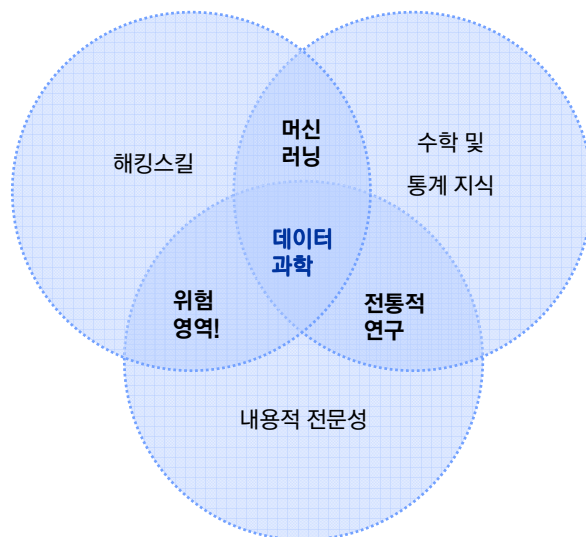 머신
러닝
해킹스킬
수학 및
통계 지식
데이터
과학
위험
영역!
전통적
연구
내용적 전문성